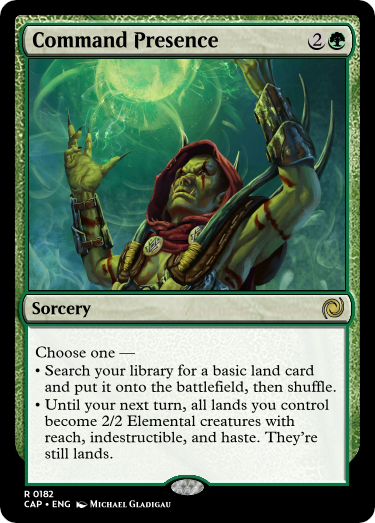 Command Presence 2
Sorcery
Choose one —
• Search your library for a basic land card
and put it onto the battlefield, then shuffle.
• Until your next turn, all lands you control
become 2/2 Elemental creatures with
reach, indestructible, and haste. They're
still lands.
R 0182
CAP • ENG Michael Gladigau